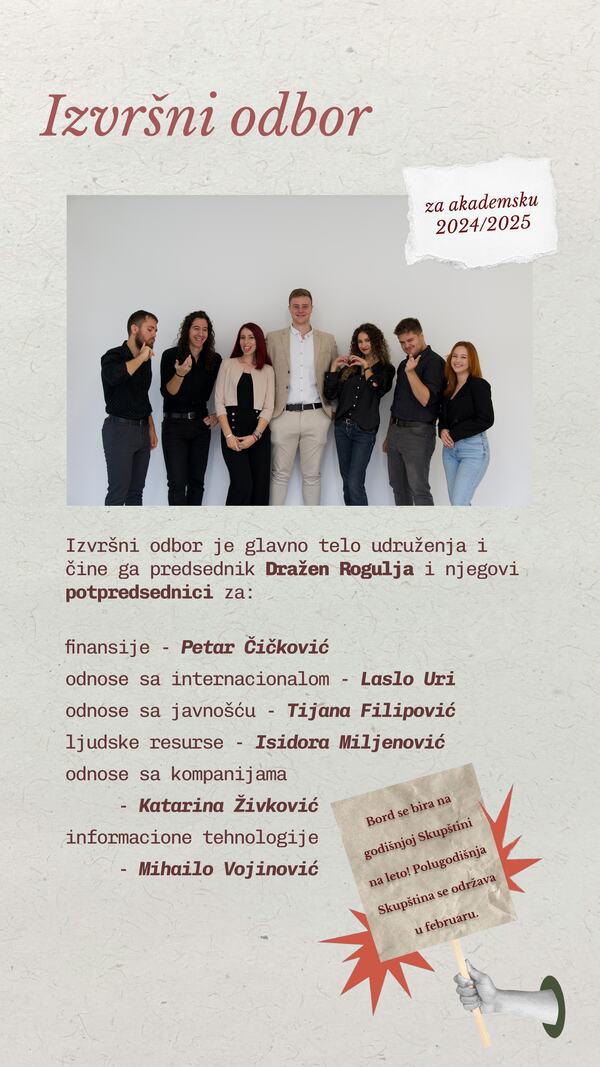 Izvršni odbor
za akademsku
2024/2025
Izvršni odbor je glavno telo udruženja i
čine ga predsednik Dražen Rogulja i njegovi
potpredsednici za:
finansije - Petar Čičković
odnose sa internacionalom - Laslo Uri
odnose sa javnošću - Tijana Filipović
ljudske resurse - Isidora Miljenović
odnose sa kompanijama
- Katarina Živković
informacione tehnologije
- Mihailo Vojinović
Bord se bira na
godišnjoj Skupštini
na leto! Polugodišnja
Skupština se održava
u februaru.